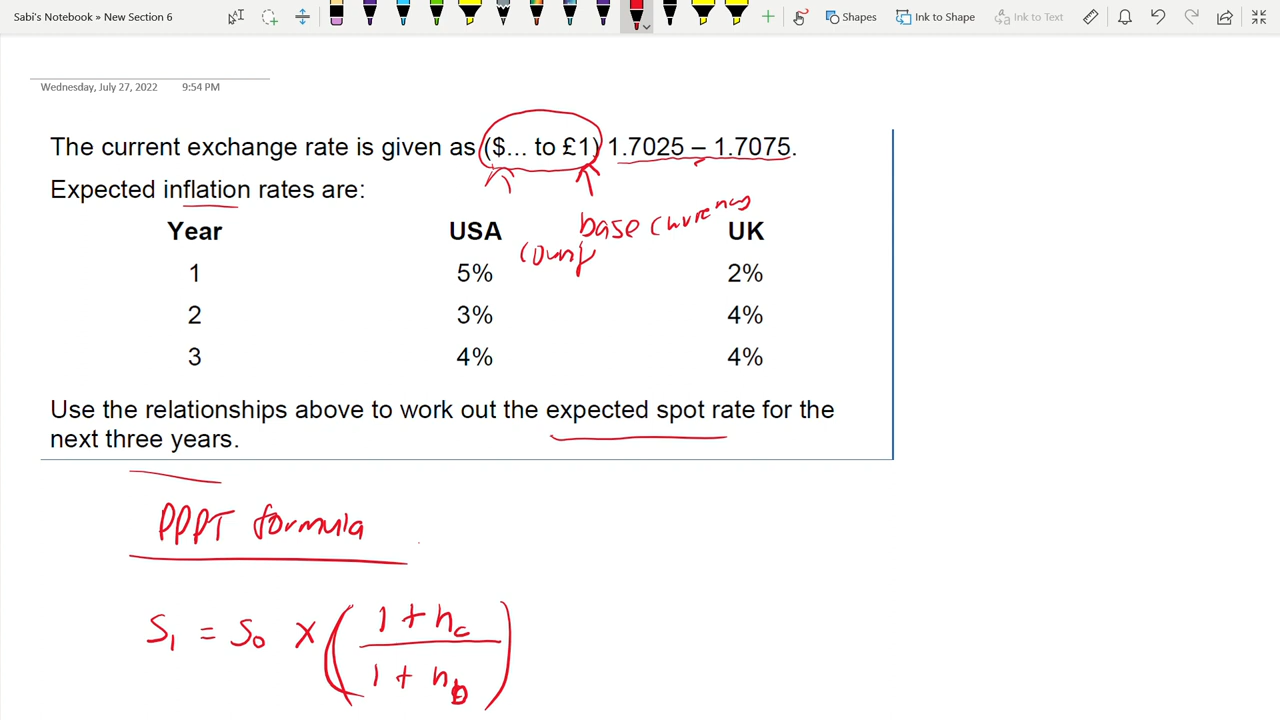 Sabi's Notebook » New Section 6
Shapes Ink to Shape Ink to Text
Wednesday, July 27, 2022 9:54 PM
The current exchange rate is given as ($... to £1) 1.7025 – 1.7075.
Expected inflation rates are:
base currency
Year USA UK
1 5% 2%
2 3% 4%
3 4% 4%
Use the relationships above to work out the expected spot rate for the
next three years.
PPPT formula
S1 = S0 × (1 + hc
1 + hb)